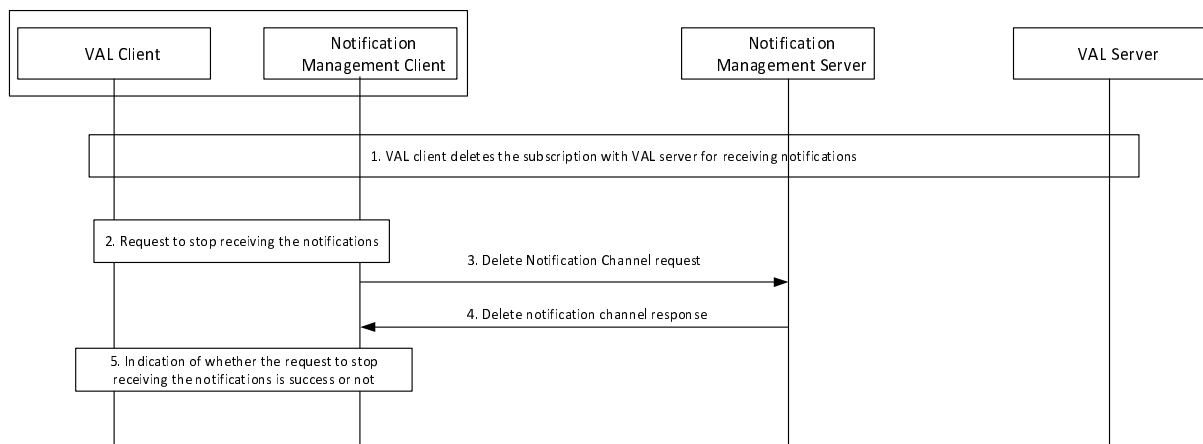 VAL Client
Notification
Management Client
Notification
Management Server
VAL Server
1. VAL client deletes the subscription with VAL server for receiving notifications
2. Request to stop receiving the notifications
3. Delete Notification Channel request
4. Delete notification channel response
5. Indication of whether the request to stop
receiving the notifications is success or not